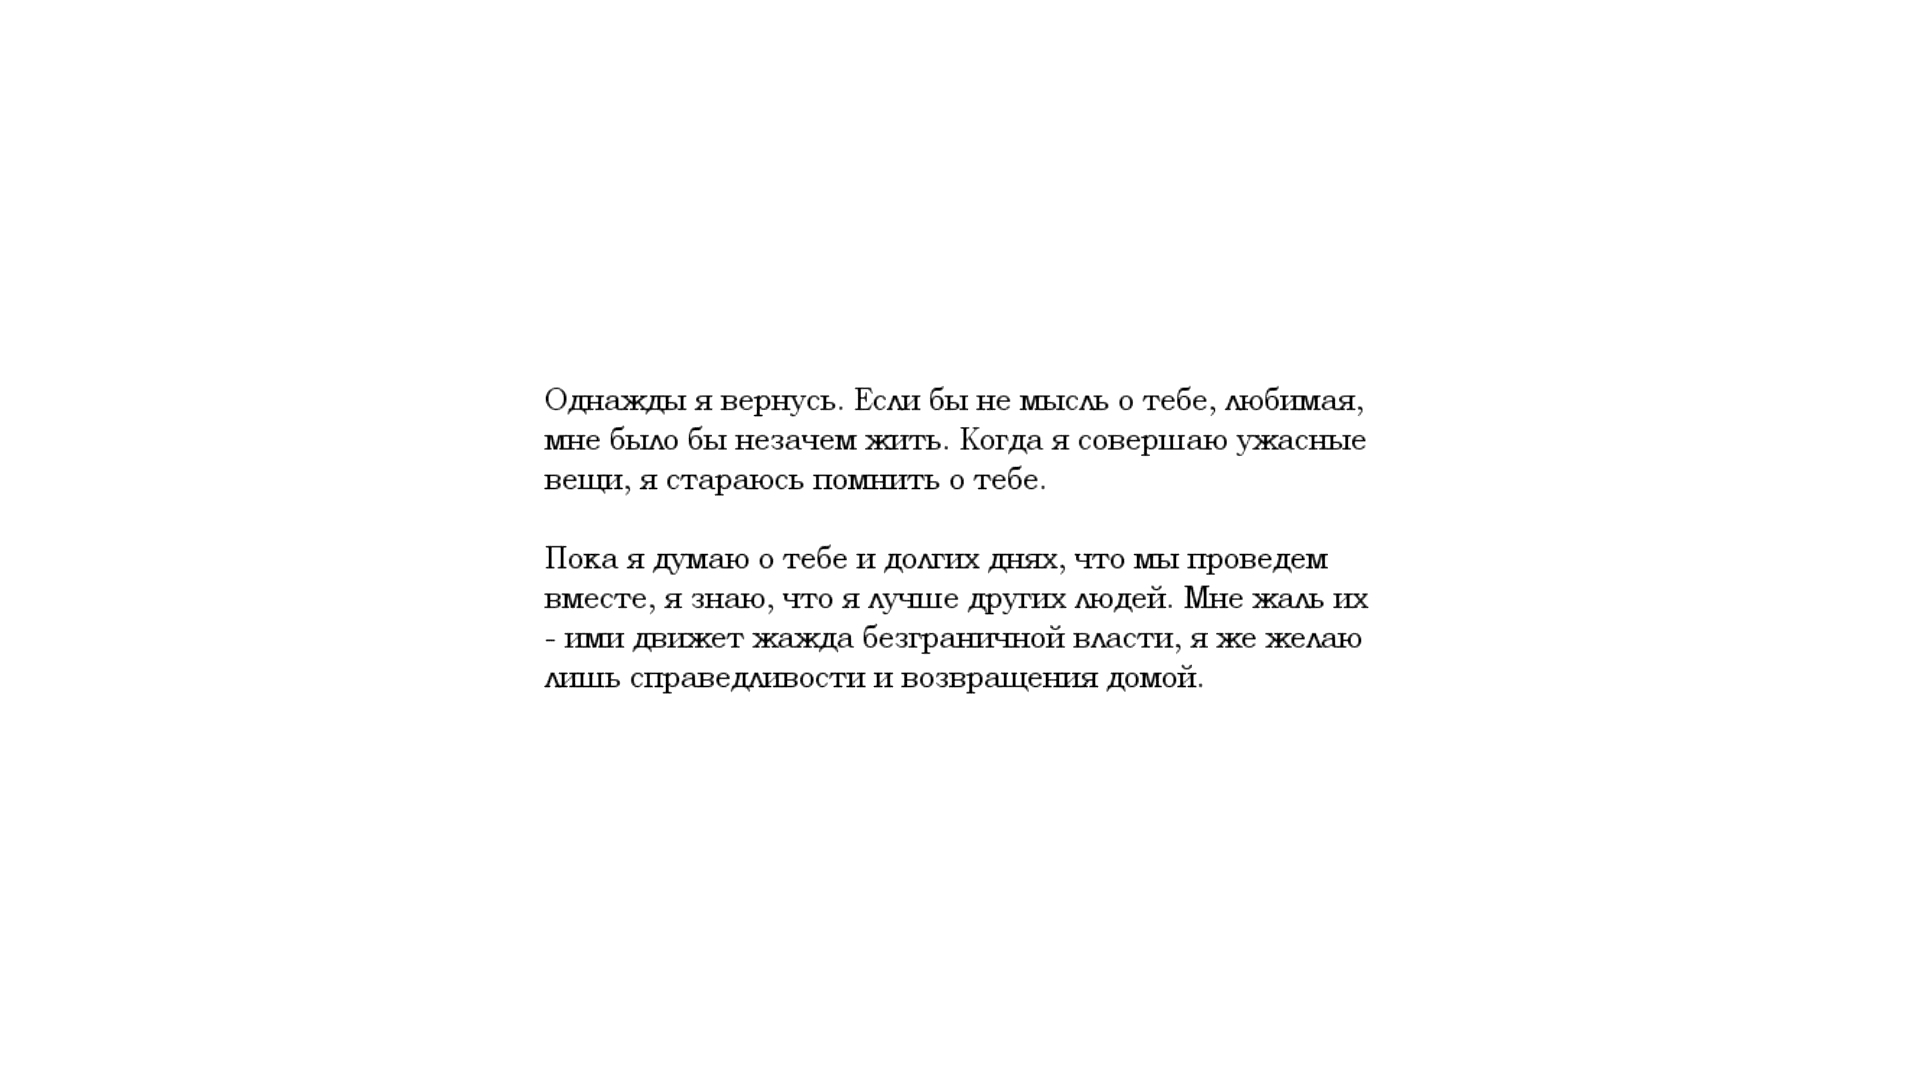 Однажды я вернусь. Если бы не мысль о тебе, любимая,
мне было бы незачем жить. Когда я совершаю ужасные
вещи, я стараюсь помнить о тебе.
Пока я думаю о тебе и долгих днях, что мы проведем
вместе, я знаю, что я лучше других людей. Мне жаль их
- ими движет жажда безграничной власти, я же желаю
лишь справедливости и возвращения домой.